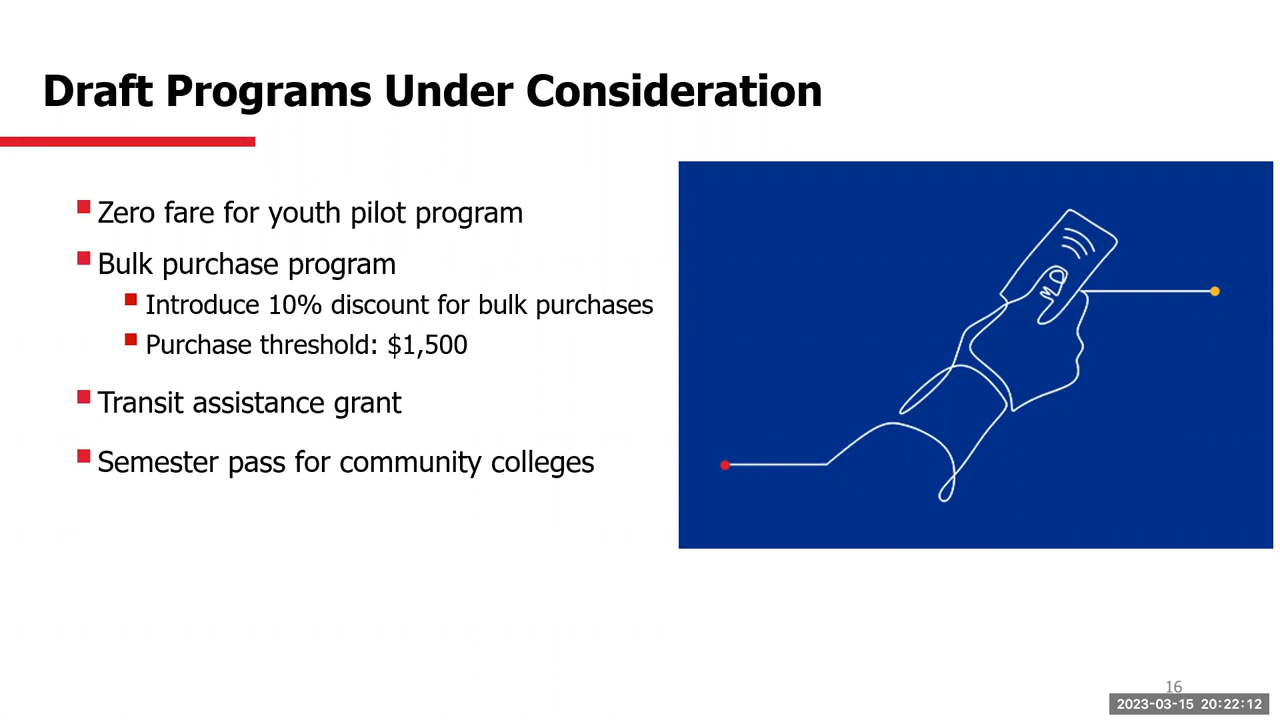 Draft Programs Under Consideration
Zero fare for youth pilot program
Bulk purchase program
Introduce 10% discount for bulk purchases
Purchase threshold: $1,500
Transit assistance grant
Semester pass for community colleges
16
2023-03-15 20:22:12